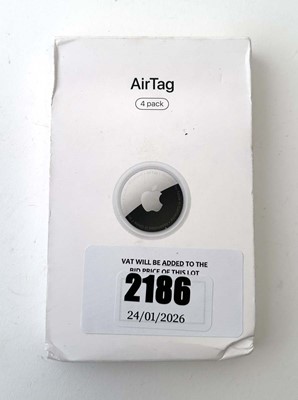 AirTag
4 pack
VAT WILL BE ADDED TO THE
BID PRICE OF THIS LOT
2186
24/01/2026